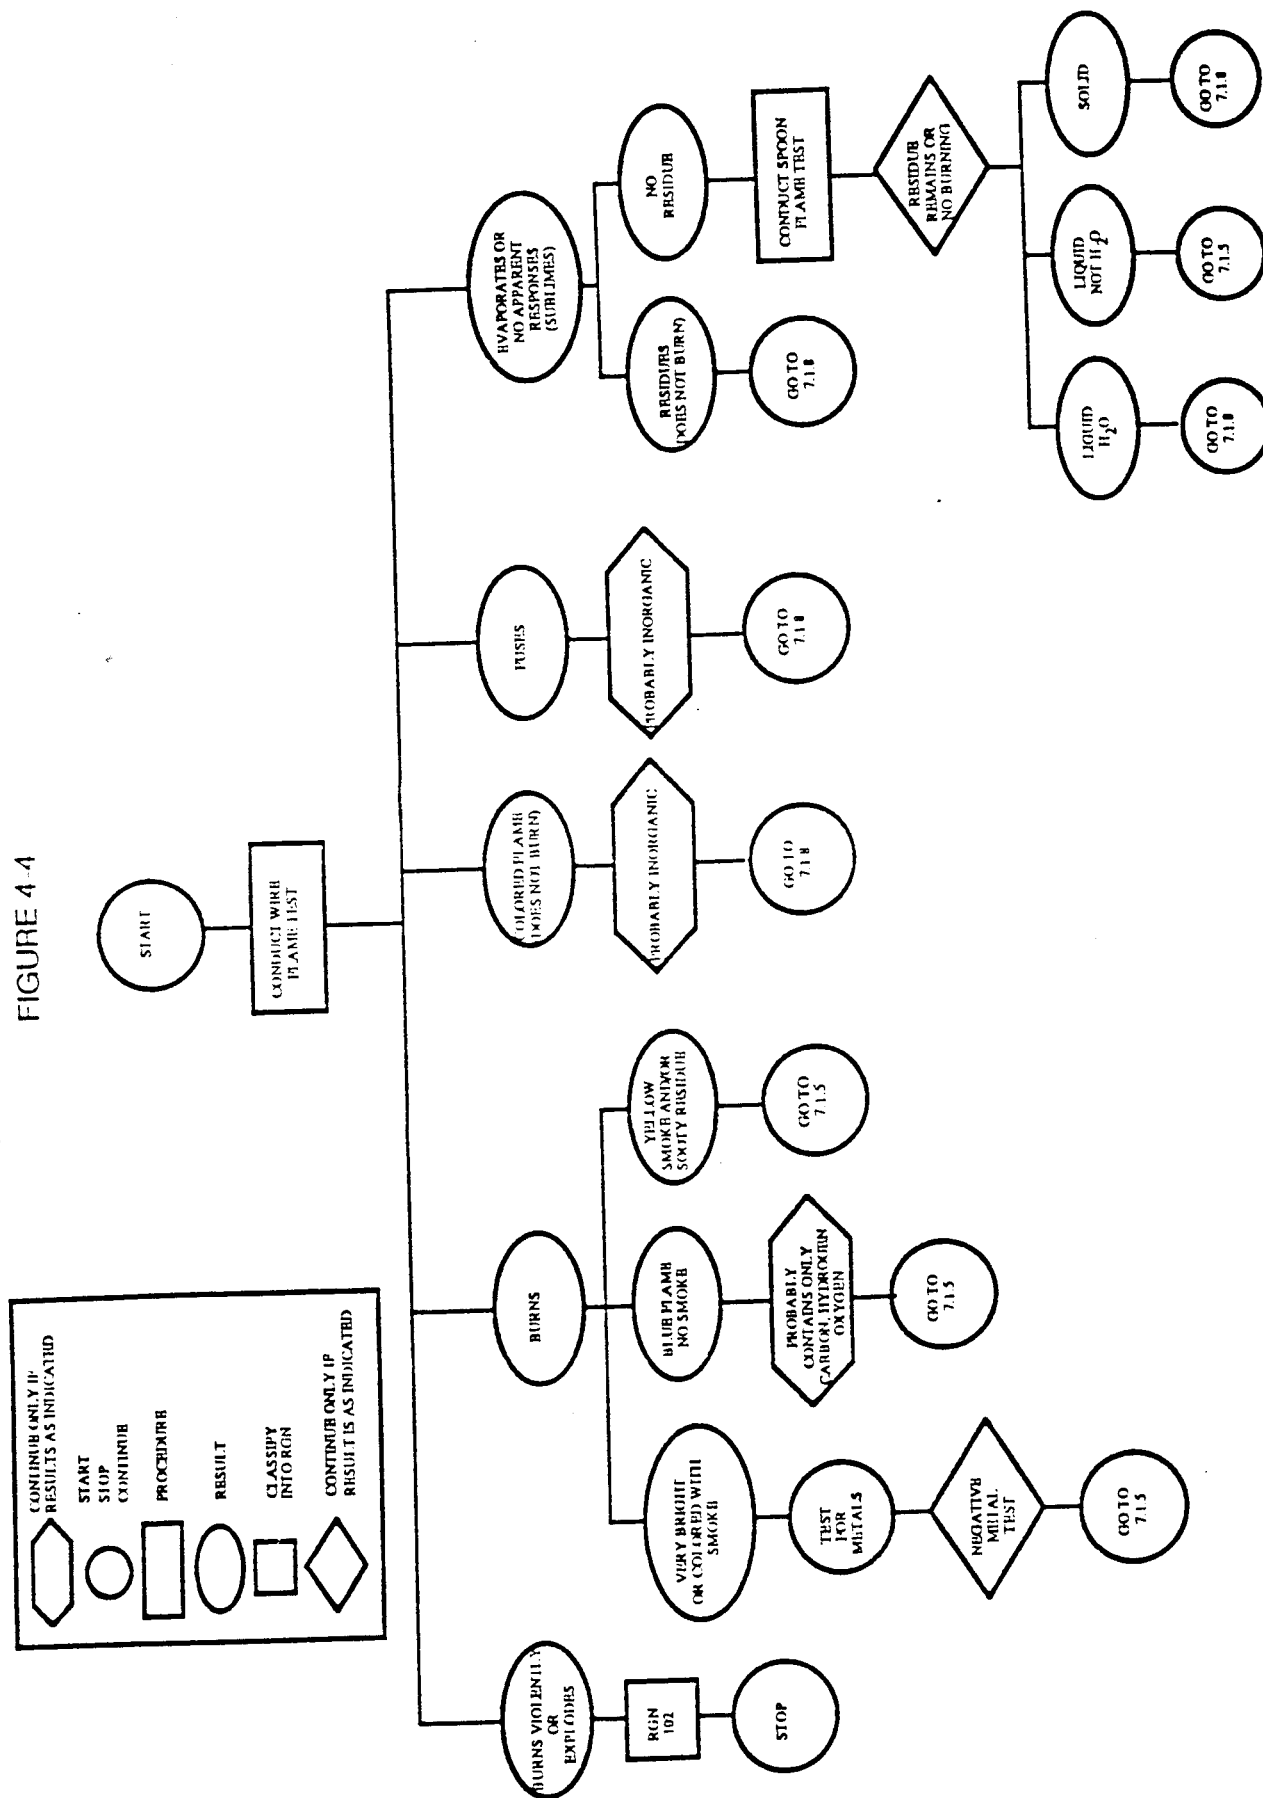 FIGURE 4-4
CONTINUE ONLY IF
RESULTS AS INDICATED
START
STOP
CONTINUE
PROCEDURE
RESULT
CLASSIFY
INTO RGN
CONTINUE ONLY IF
RESULT IS AS INDICATED
START
CONDUCT WIRE
FLAME TEST
BURNS VIOLENTLY
OR
EXPLODES
RGN
102
STOP
BURNS
VERY BRIGHT
OR COLORED WITH
SMOKE
TEST
FOR
METALS
NEGATIVE
METAL
TEST
GO TO
7.1.5
BLUE FLAME
NO SMOKE
PROBABLY
CONTAINS ONLY
CARBON, HYDROGEN
OXYGEN
GO TO
7.1.5
YELLOW
SMOKE AND/OR
SOOTY RESIDUE
GO TO
7.1.5
COLORED FLAME
(DOES NOT BURN)
PROBABLY INORGANIC
GO TO
7.1.8
FUSES
PROBABLY INORGANIC
GO TO
7.1.8
EVAPORATES OR
NO APPARENT
RESPONSES
(SUBLIMES)
RESIDUES
(DOES NOT BURN)
GO TO
7.1.8
NO
RESIDUE
CONDUCT SPOON
FLAME TEST
RESIDUE
REMAINS OR
NO BURNING
LIQUID
H₂O
GO TO
7.1.8
LIQUID
NOT H₂O
GO TO
7.1.5
SOLID
GO TO
7.1.8